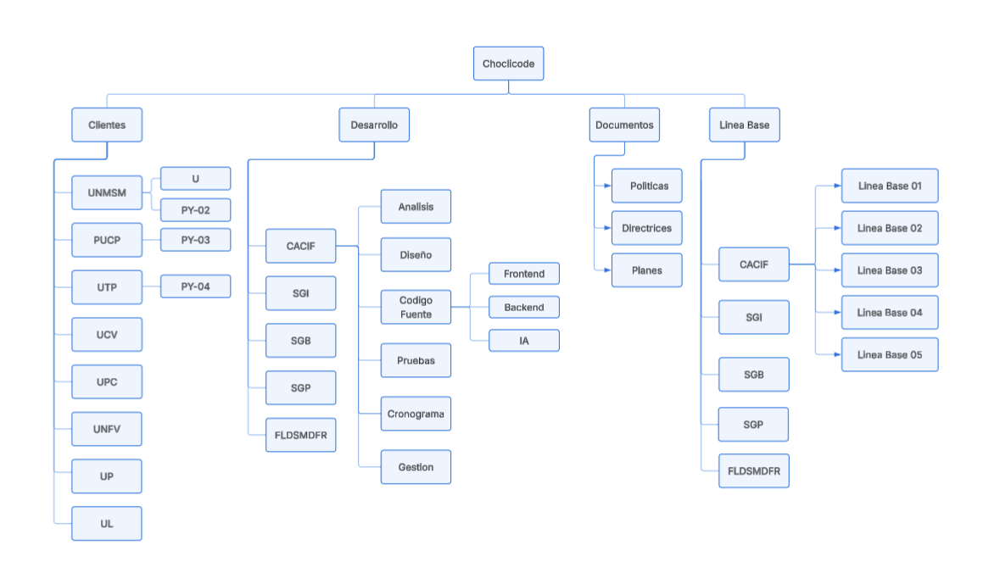 Choclicode
Clientes
Desarrollo
Documentos
Linea Base
UNMSM
U
PY-02
PUCP
PY-03
UTP
PY-04
UCV
UPC
UNFV
UP
UL
CACIF
SGI
SGB
SGP
FLDSMDFR
Analisis
Diseño
Codigo
Fuente
Pruebas
Cronograma
Gestion
Frontend
Backend
IA
Politicas
Directrices
Planes
CACIF
SGI
SGB
SGP
FLDSMDFR
Linea Base 01
Linea Base 02
Linea Base 03
Linea Base 04
Linea Base 05